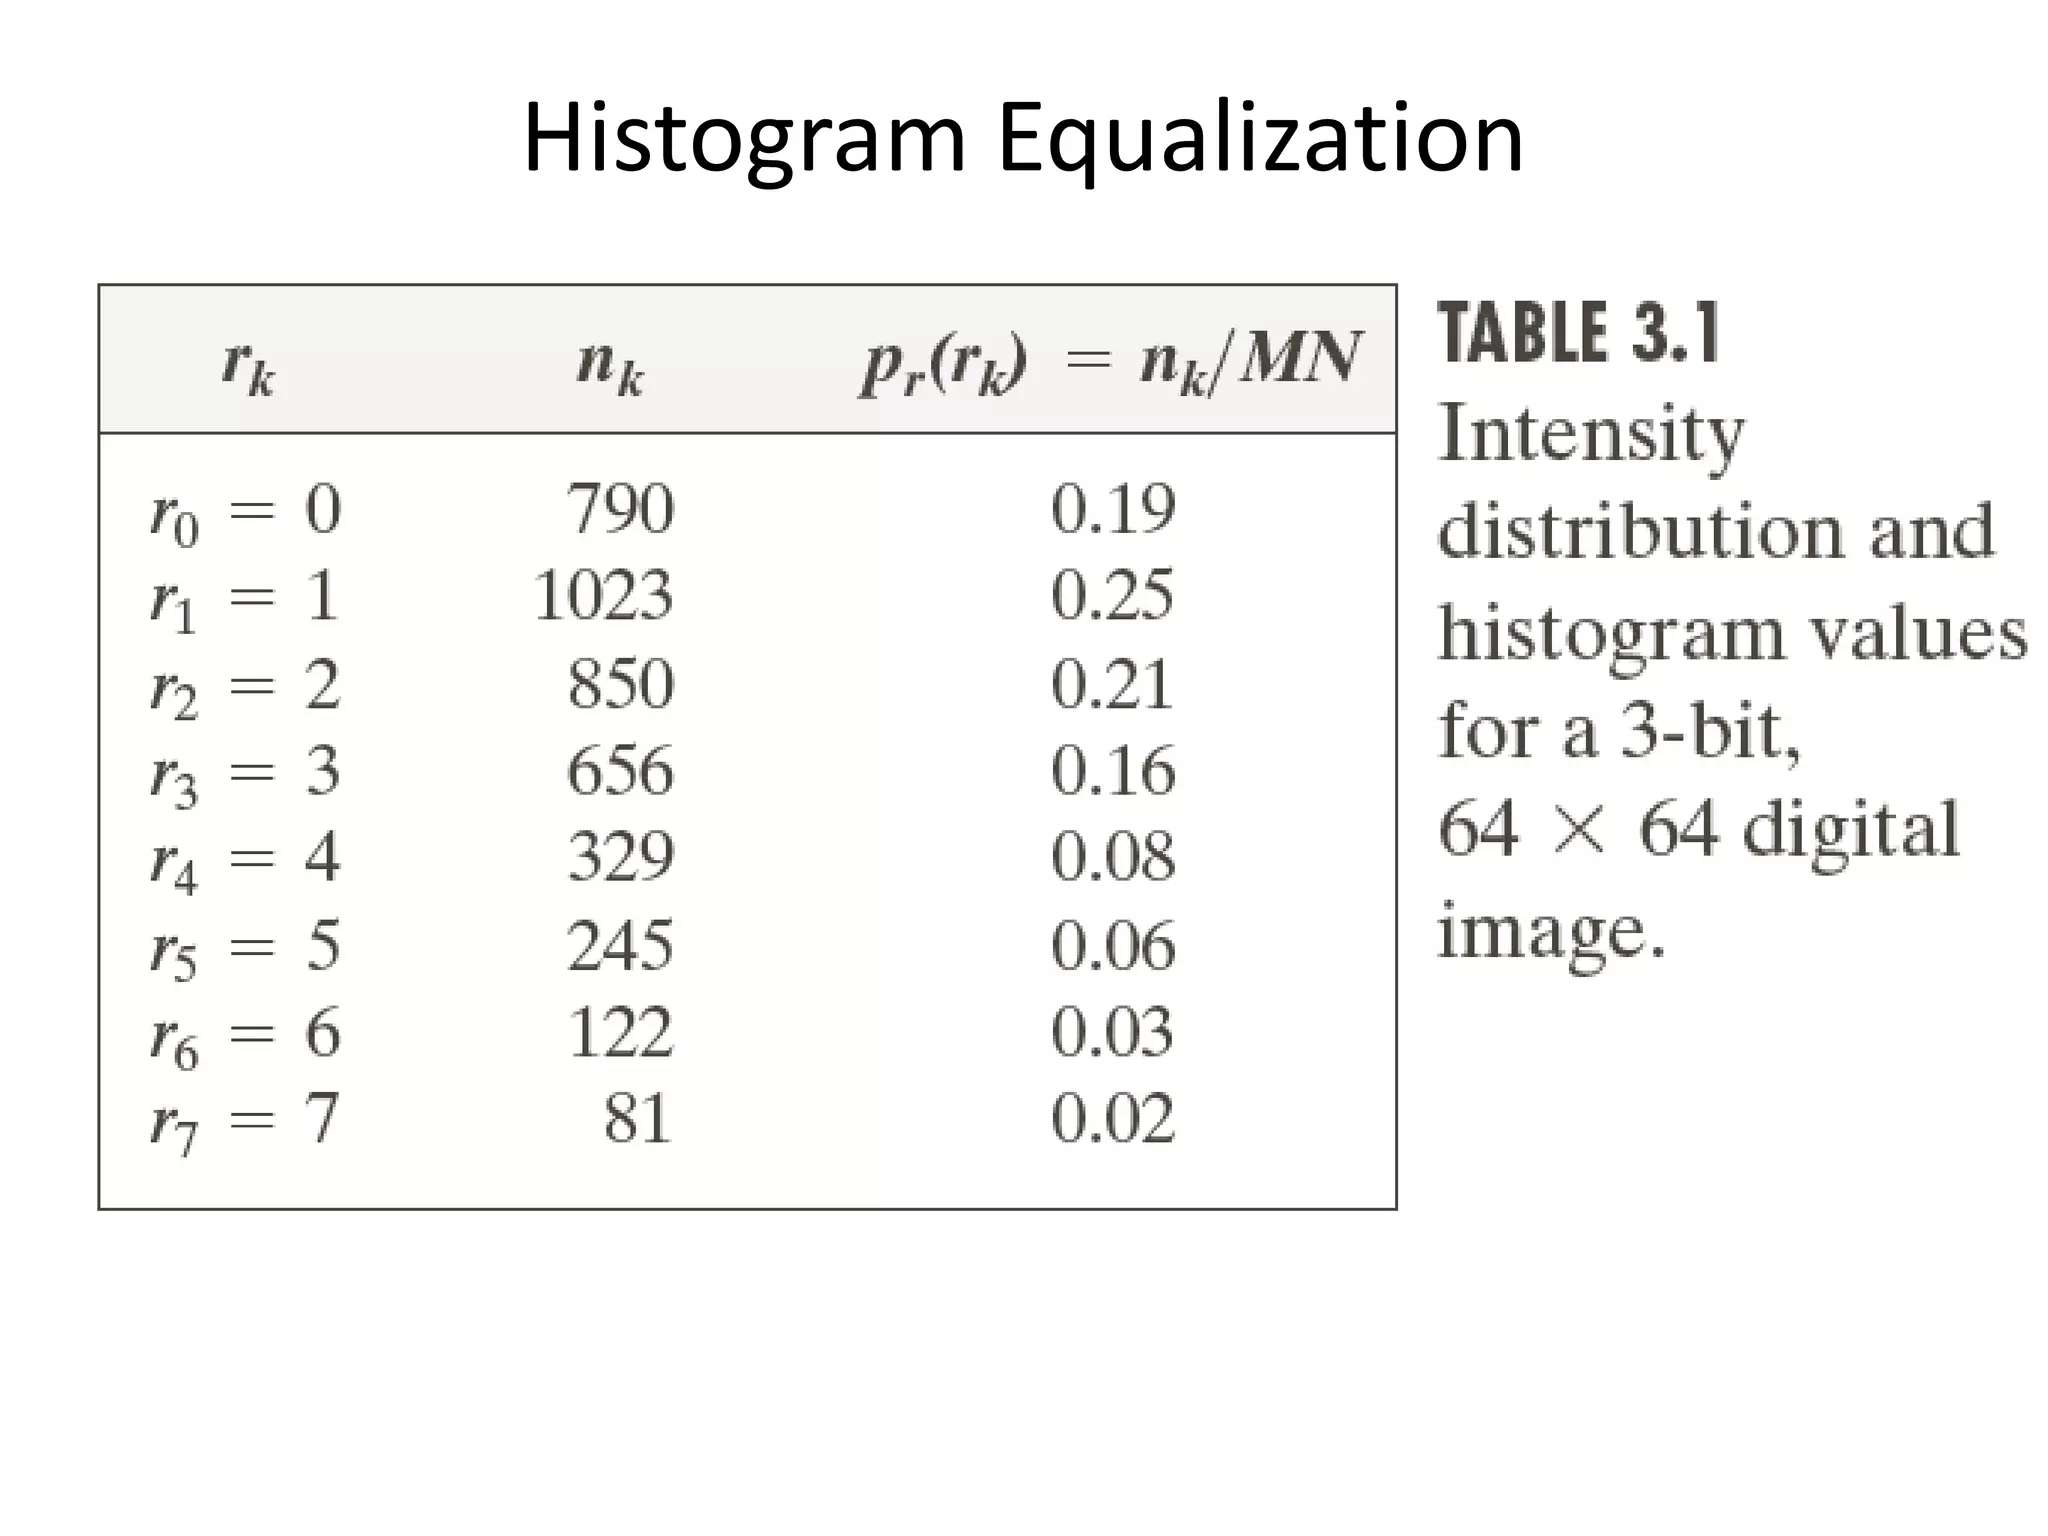 Histogram Equalization
r_k n_k p_r(r_k) = n_k/MN
r_0 = 0 790 0.19
r_1 = 1 1023 0.25
r_2 = 2 850 0.21
r_3 = 3 656 0.16
r_4 = 4 329 0.08
r_5 = 5 245 0.06
r_6 = 6 122 0.03
r_7 = 7 81 0.02
TABLE 3.1
Intensity
distribution and
histogram values
for a 3-bit,
64 × 64 digital
image.